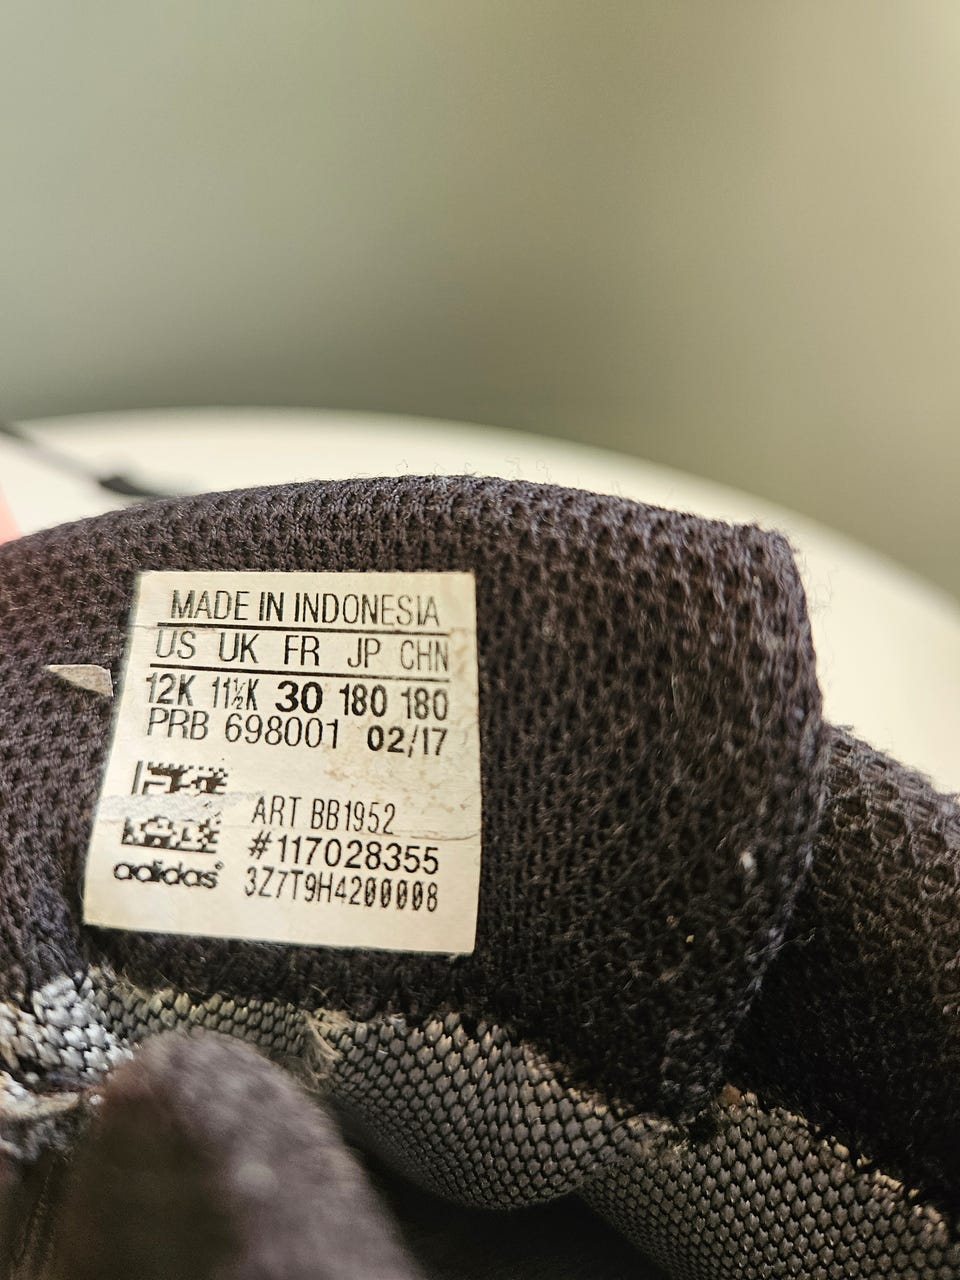 MADE IN INDONESIA
US UK FR JP CHN
12K 11½K 30 180 180
PRB 698001 02/17
ART BB1952
#117028355
adidas® 3Z7T9H4200008